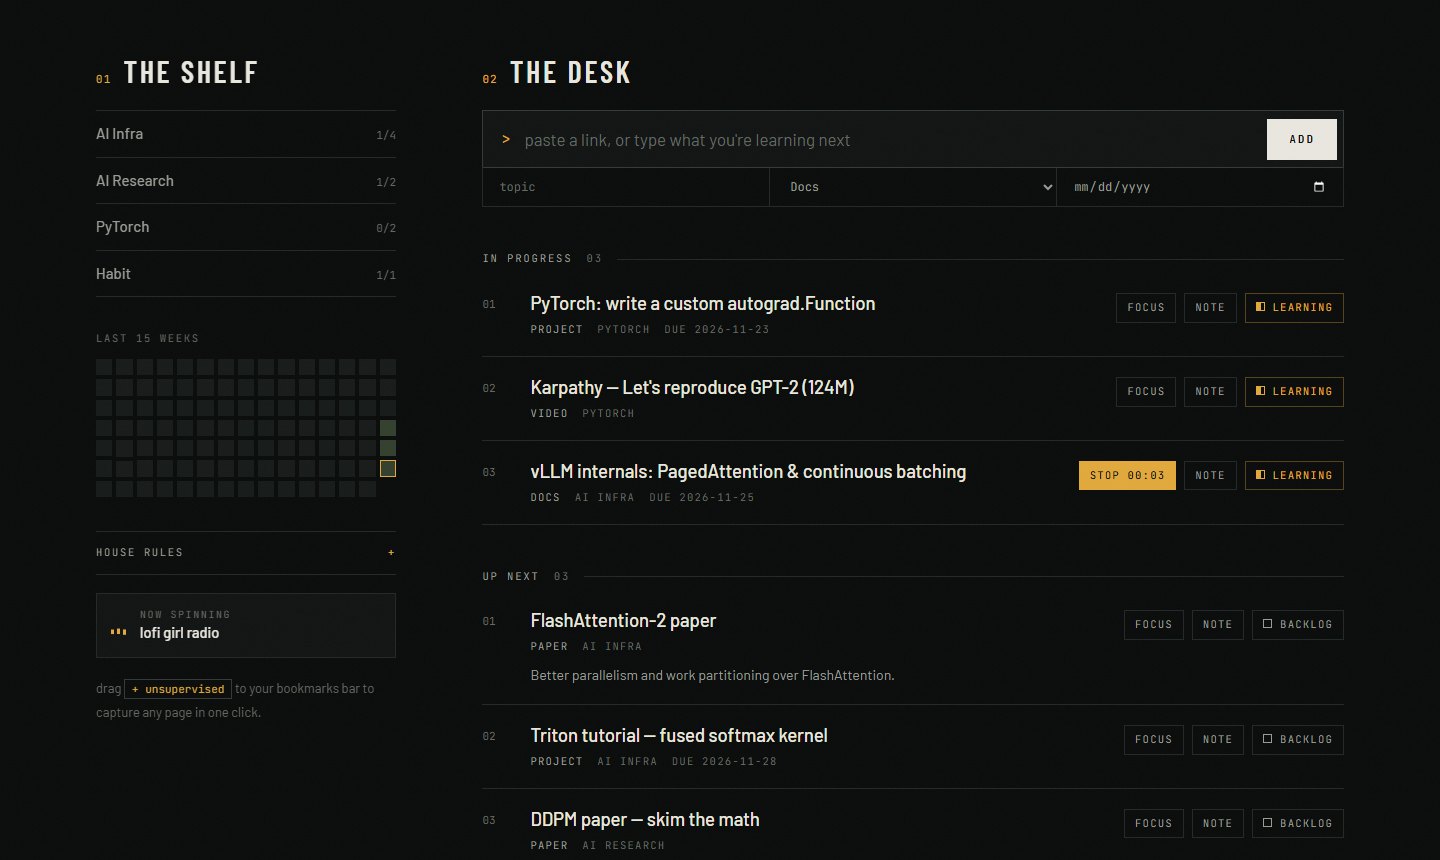 01 THE SHELF
AI Infra 1/4
AI Research 1/2
PyTorch 0/2
Habit 1/1
LAST 15 WEEKS
HOUSE RULES +
NOW SPINNING
lofi girl radio
drag + unsupervised to your bookmarks bar to
capture any page in one click.
02 THE DESK
> paste a link, or type what you're learning next ADD
topic Docs mm/dd/yyyy
IN PROGRESS 03
01 PyTorch: write a custom autograd.Function FOCUS NOTE LEARNING
PROJECT PYTORCH DUE 2026-11-23
02 Karpathy — Let's reproduce GPT-2 (124M) FOCUS NOTE LEARNING
VIDEO PYTORCH
03 vLLM internals: PagedAttention & continuous batching STOP 00:03 NOTE LEARNING
DOCS AI INFRA DUE 2026-11-25
UP NEXT 03
01 FlashAttention-2 paper FOCUS NOTE BACKLOG
PAPER AI INFRA
Better parallelism and work partitioning over FlashAttention.
02 Triton tutorial — fused softmax kernel FOCUS NOTE BACKLOG
PROJECT AI INFRA DUE 2026-11-28
03 DDPM paper — skim the math FOCUS NOTE BACKLOG
PAPER AI RESEARCH